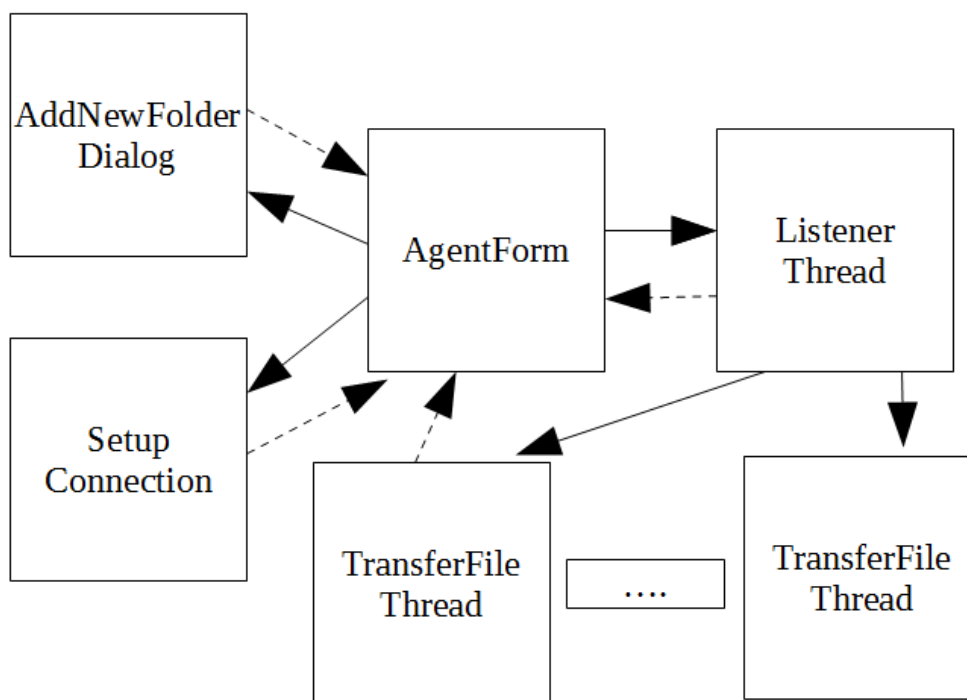 AddNewFolder
Dialog
AgentForm
Listener
Thread
Setup
Connection
TransferFile
Thread
....
TransferFile
Thread